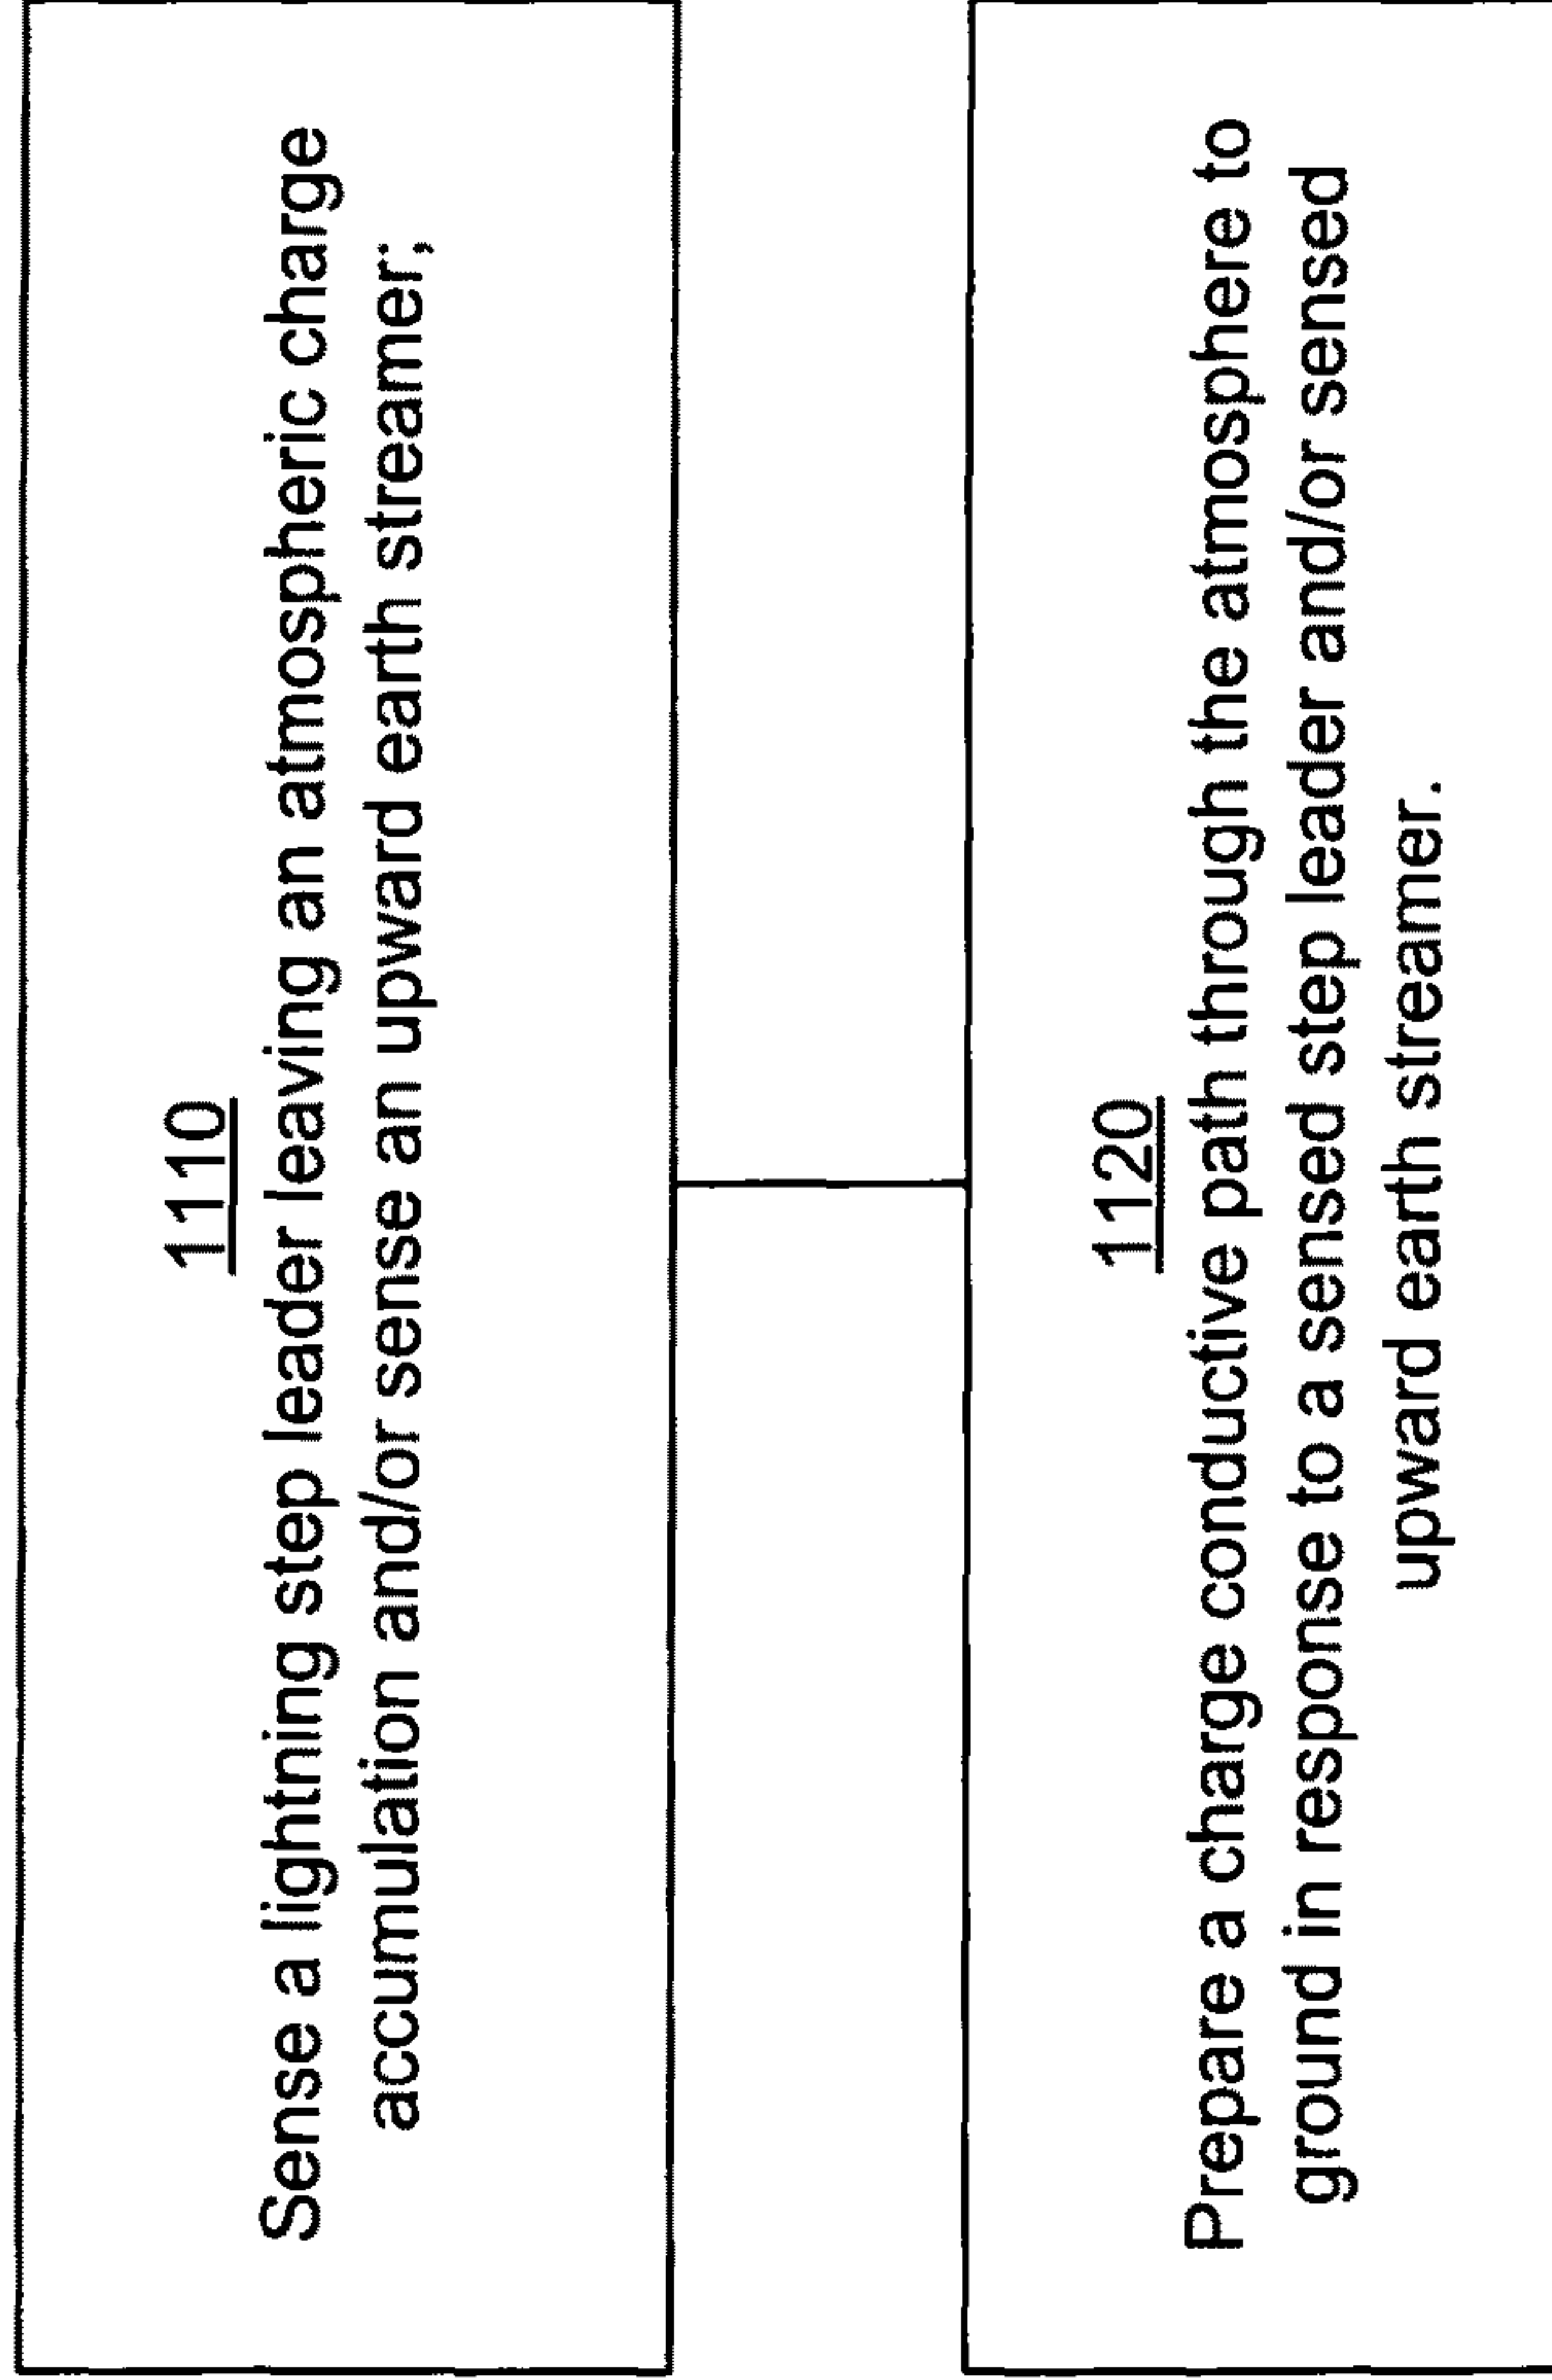 1110
Sense a lightning step leader leaving an atmospheric charge
accumulation and/or sense an upward earth streamer;
1120
Prepare a charge conductive path through the atmosphere to
ground in response to a sensed step leader and/or sensed
upward earth streamer.